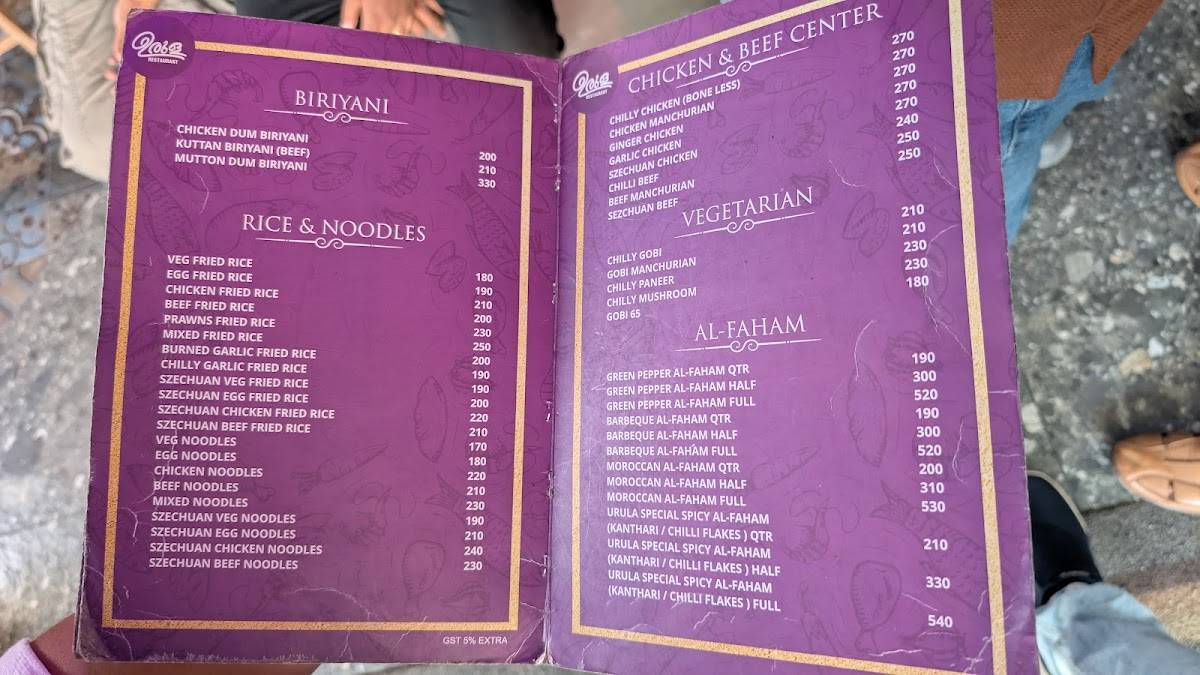 ഉരുള
RESTAURANT
BIRIYANI
CHICKEN DUM BIRIYANI 200
KUTTAN BIRIYANI (BEEF) 210
MUTTON DUM BIRIYANI 330
RICE & NOODLES
VEG FRIED RICE 180
EGG FRIED RICE 190
CHICKEN FRIED RICE 210
BEEF FRIED RICE 200
PRAWNS FRIED RICE 230
MIXED FRIED RICE 250
BURNED GARLIC FRIED RICE 200
CHILLY GARLIC FRIED RICE 190
SZECHUAN VEG FRIED RICE 190
SZECHUAN EGG FRIED RICE 200
SZECHUAN CHICKEN FRIED RICE 220
SZECHUAN BEEF FRIED RICE 210
VEG NOODLES 170
EGG NOODLES 180
CHICKEN NOODLES 220
BEEF NOODLES 210
MIXED NOODLES 230
SZECHUAN VEG NOODLES 190
SZECHUAN EGG NOODLES 210
SZECHUAN CHICKEN NOODLES 240
SZECHUAN BEEF NOODLES 230
GST 5% EXTRA
ഉരുള
RESTAURANT
CHICKEN & BEEF CENTER
CHILLY CHICKEN (BONE LESS) 270
CHICKEN MANCHURIAN 270
GINGER CHICKEN 270
GARLIC CHICKEN 270
SZECHUAN CHICKEN 270
CHILLI BEEF 240
BEEF MANCHURIAN 250
SEZCHUAN BEEF 250
VEGETARIAN
CHILLY GOBI 210
GOBI MANCHURIAN 210
CHILLY PANEER 230
CHILLY MUSHROOM 230
GOBI 65 180
AL-FAHAM
GREEN PEPPER AL-FAHAM QTR 190
GREEN PEPPER AL-FAHAM HALF 300
GREEN PEPPER AL-FAHAM FULL 520
BARBEQUE AL-FAHAM QTR 190
BARBEQUE AL-FAHAM HALF 300
BARBEQUE AL-FAHAM FULL 520
MOROCCAN AL-FAHAM QTR 200
MOROCCAN AL-FAHAM HALF 310
MOROCCAN AL-FAHAM FULL 530
URULA SPECIAL SPICY AL-FAHAM
(KANTHARI / CHILLI FLAKES ) QTR 210
URULA SPECIAL SPICY AL-FAHAM
(KANTHARI / CHILLI FLAKES ) HALF 330
URULA SPECIAL SPICY AL-FAHAM
(KANTHARI / CHILLI FLAKES ) FULL 540